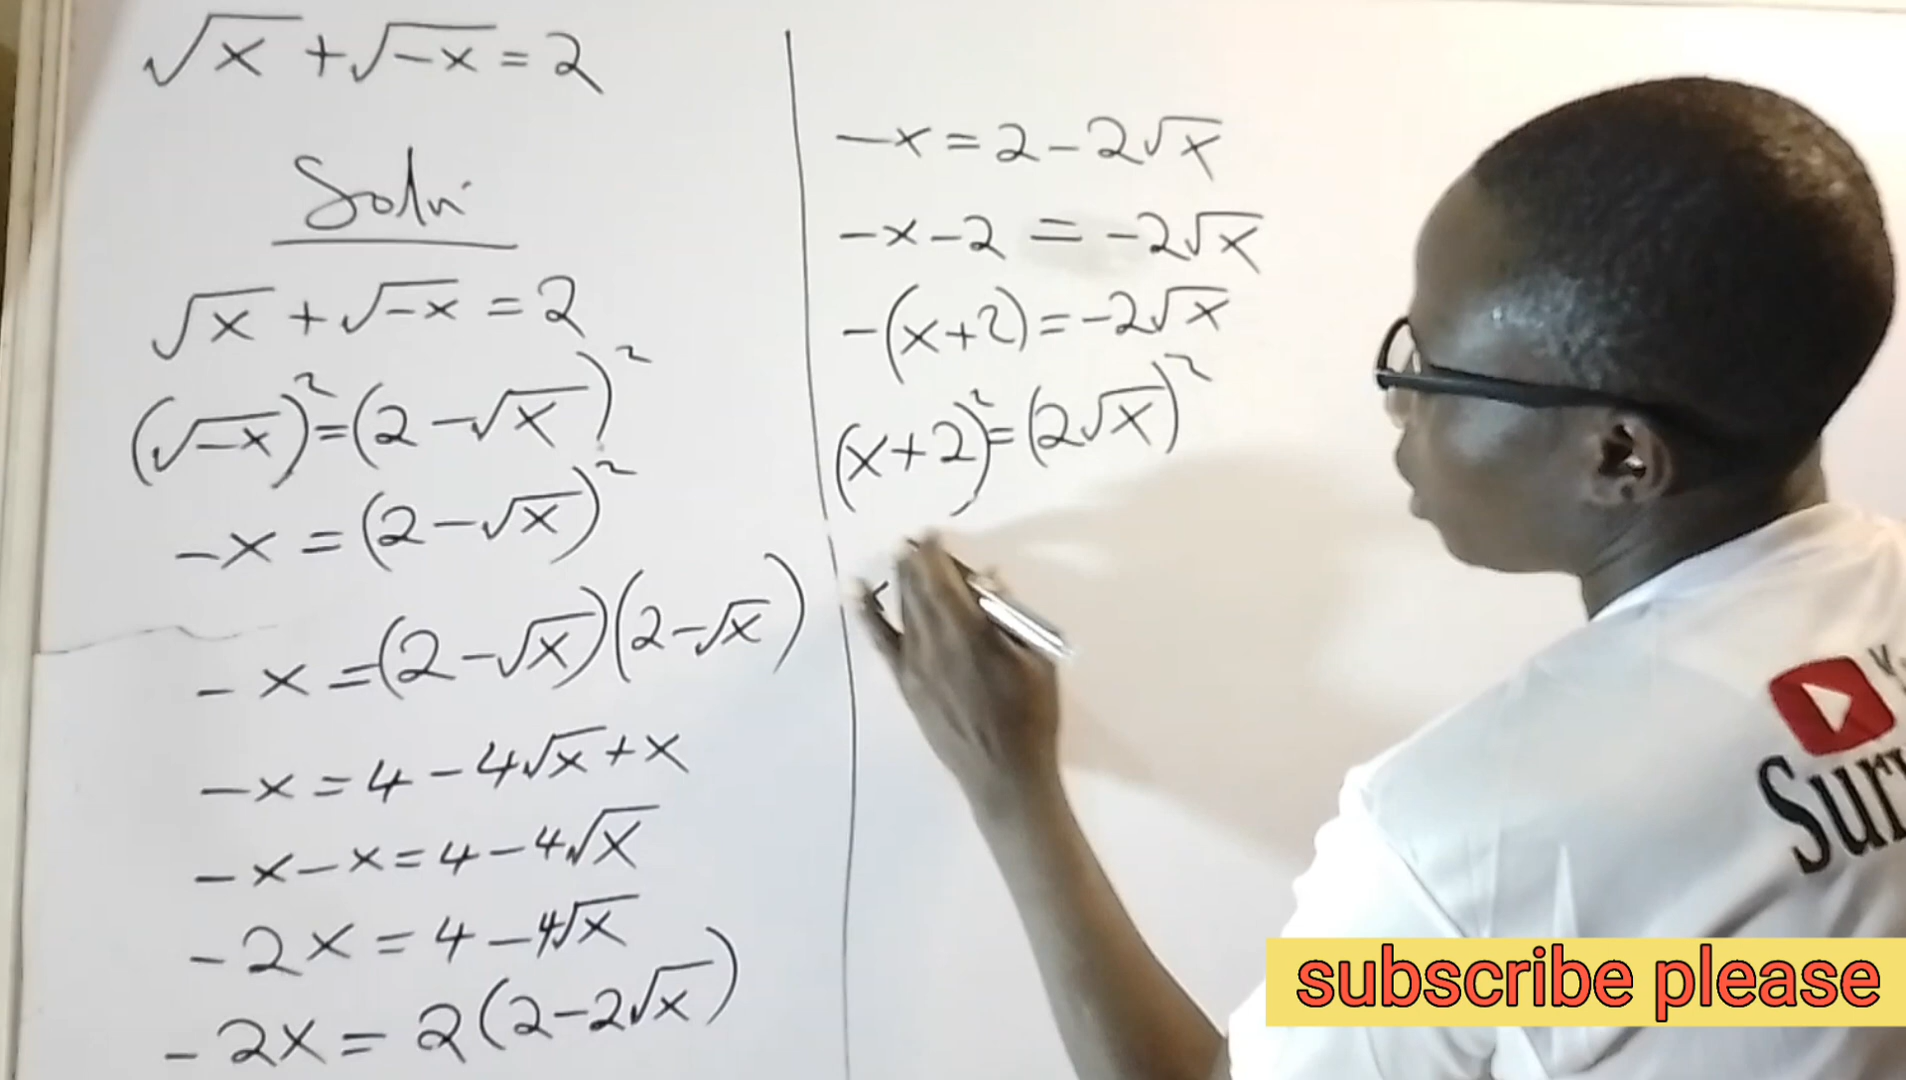 √x + √-x = 2
Soln
√x + √-x = 2
(√-x)² = (2 - √x)²
-x = (2 - √x)²
-x = (2 - √x)(2 - √x)
-x = 4 - 4√x + x
-x - x = 4 - 4√x
-2x = 4 - 4√x
-2x = 2(2 - 2√x)
-x = 2 - 2√x
-x - 2 = -2√x
-(x + 2) = -2√x
(x + 2)² = (2√x)²
x
subscribe please